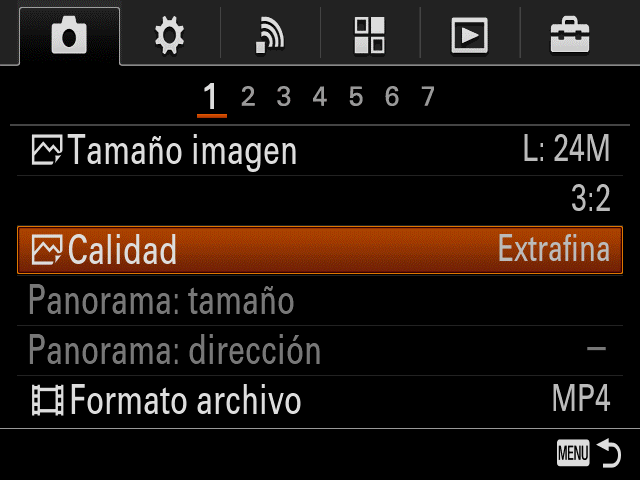 1 2 3 4 5 6 7
Tamaño imagen L: 24M
3:2
Calidad Extrafina
Panorama: tamaño
Panorama: dirección –
Formato archivo MP4
MENU